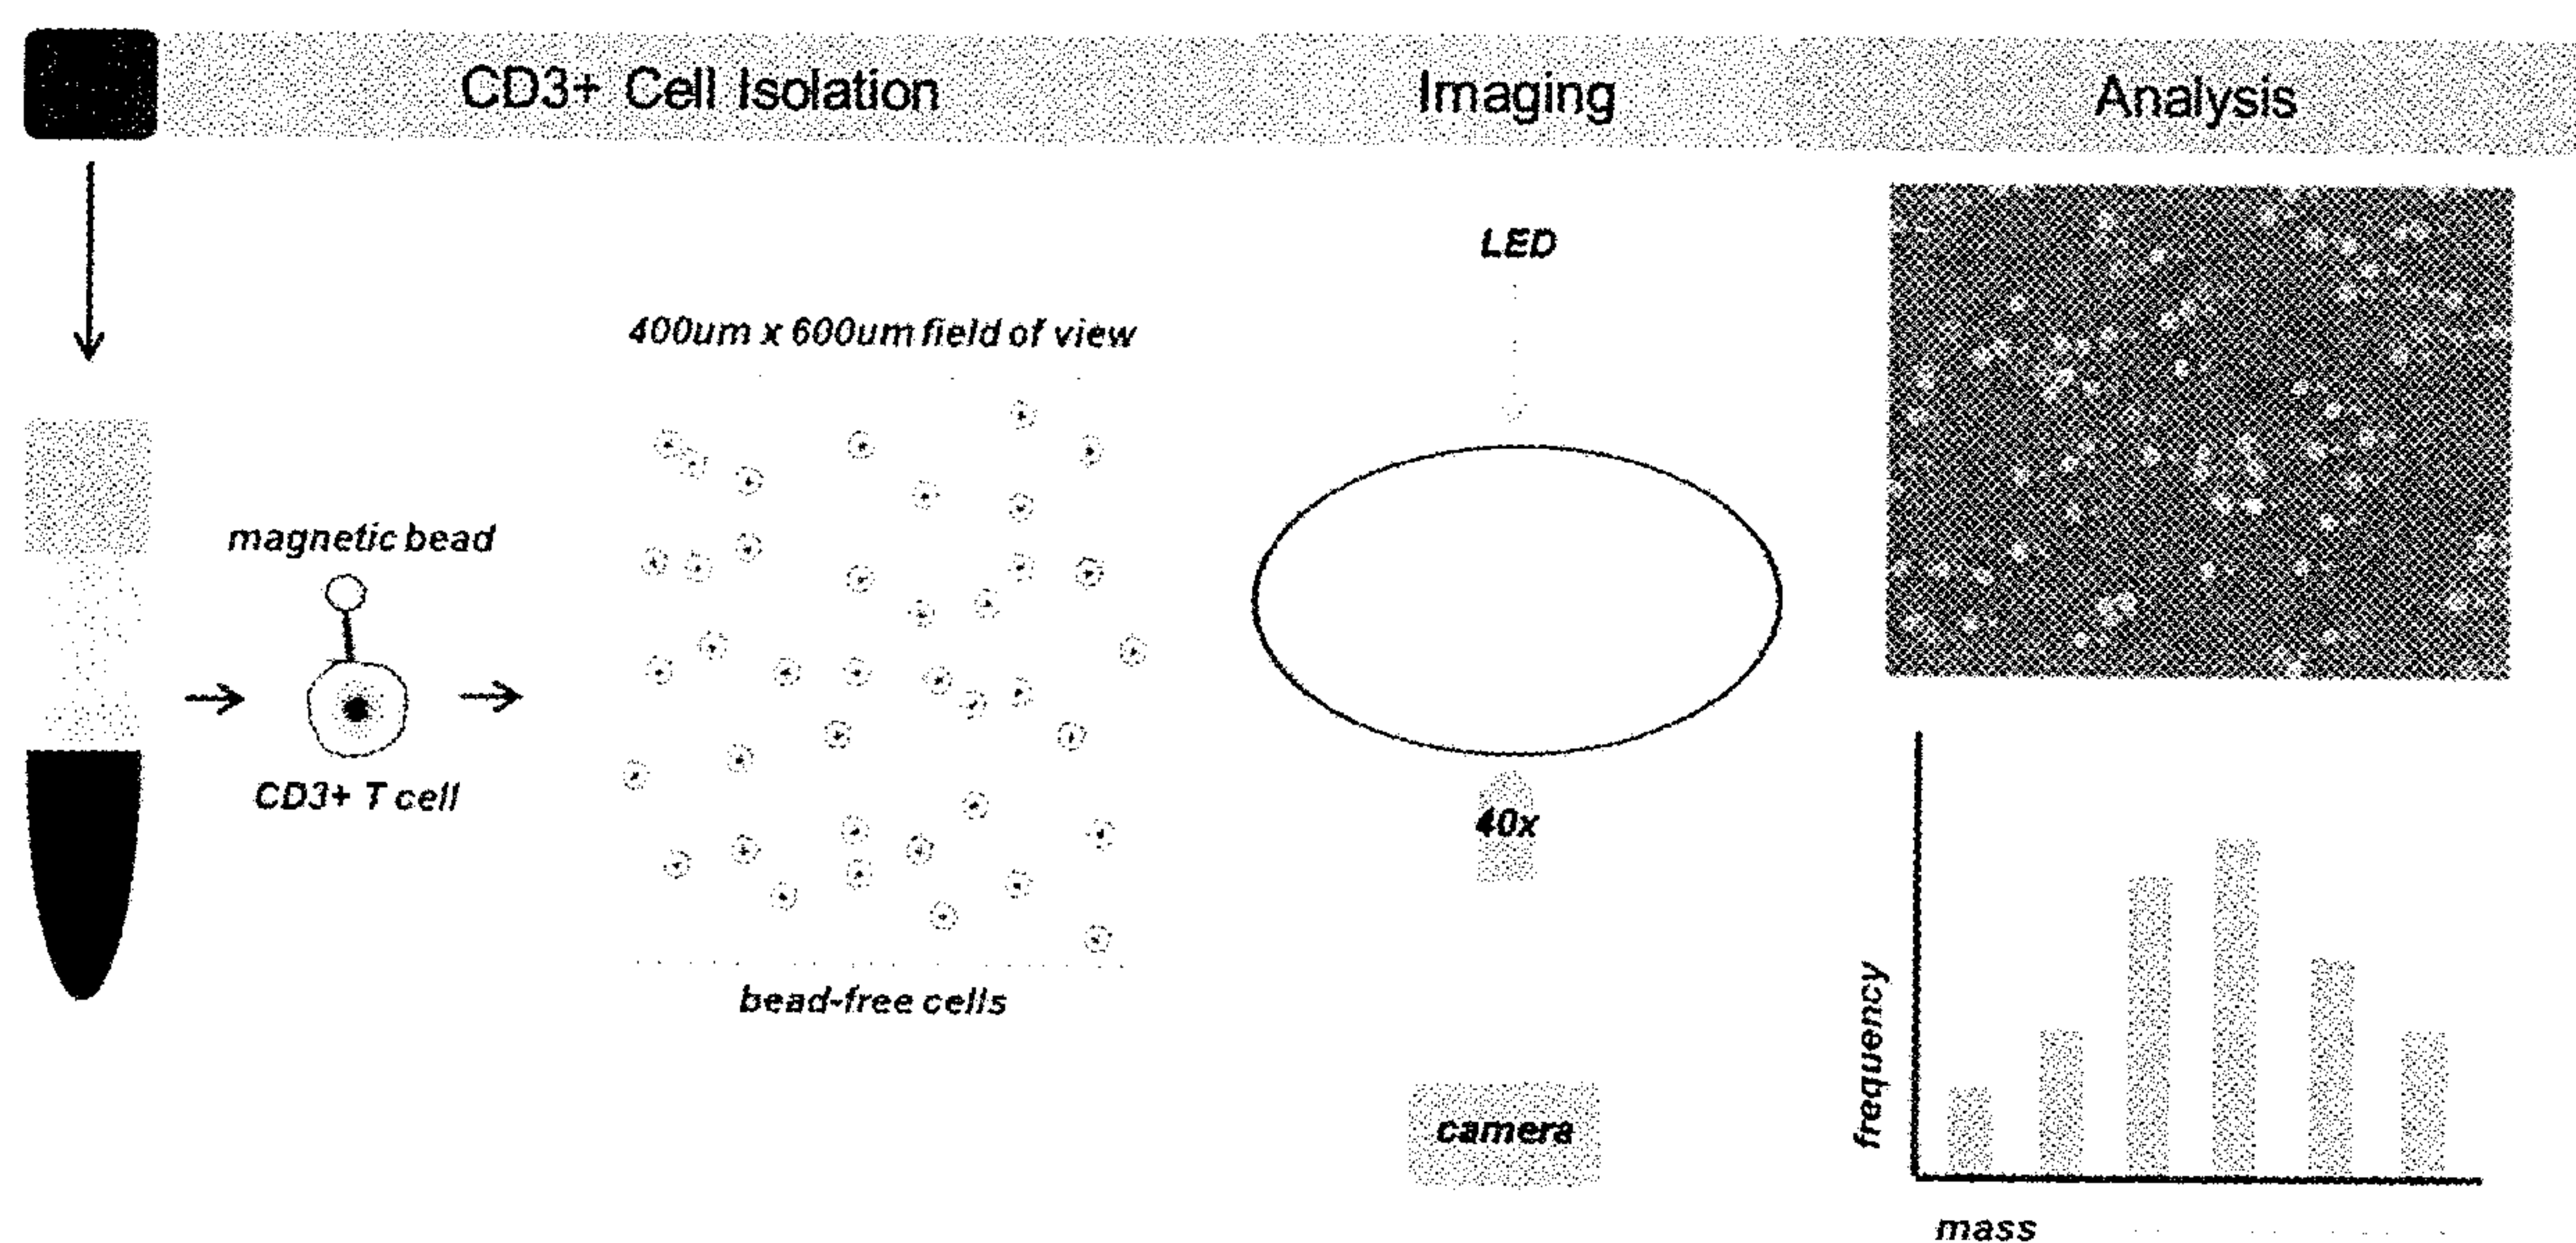 CD3+ Cell Isolation
Imaging
Analysis
LED
400um x 600um field of view
magnetic bead
CD3+ T cell
40x
bead-free cells
camera
frequency
mass